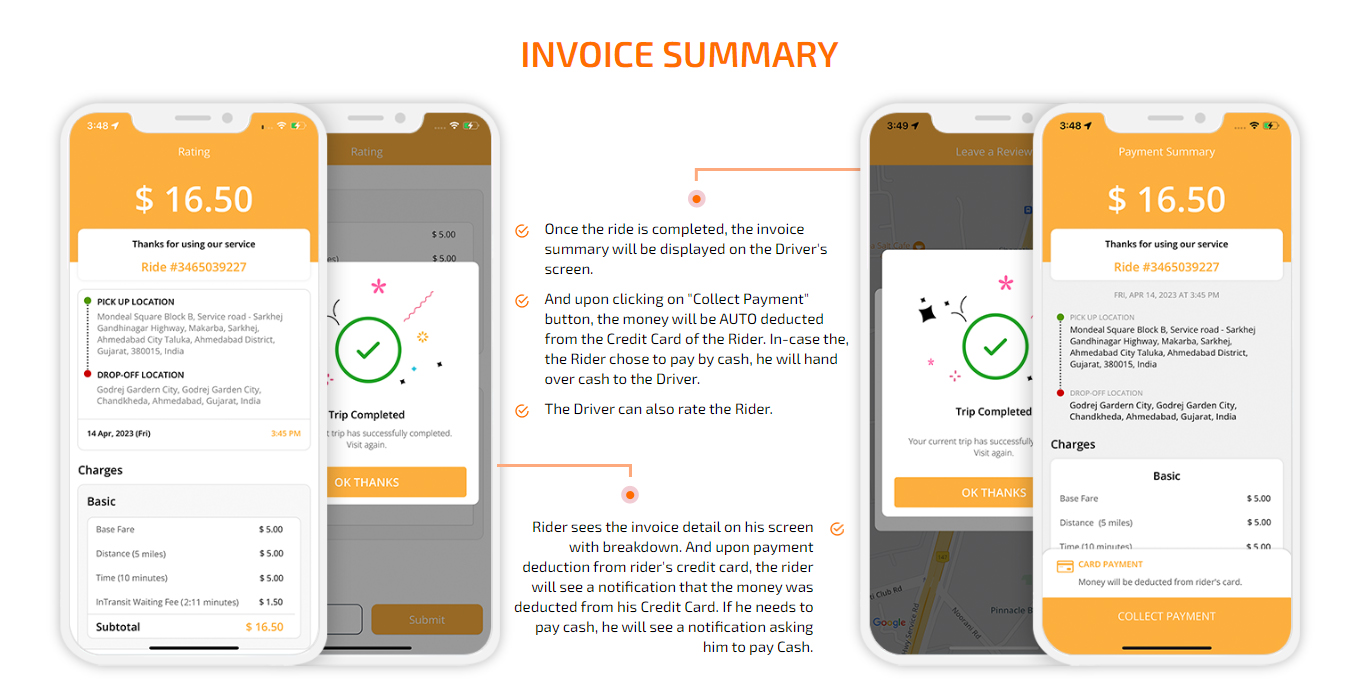 INVOICE SUMMARY
3:48
Rating
$ 16.50
Thanks for using our service
Ride #3465039227
PICK UP LOCATION
Mondeal Square Block B, Service road - Sarkhej
Gandhinagar Highway, Makarba, Sarkhej,
Ahmedabad City Taluka, Ahmedabad District,
Gujarat, 380015, India
DROP-OFF LOCATION
Godrej Gardern City, Godrej Garden City,
Chandkheda, Ahmedabad, Gujarat, India
14 Apr, 2023 (Fri) 3:45 PM
Charges
Basic
Base Fare $ 5.00
Distance (5 miles) $ 5.00
Time (10 minutes) $ 5.00
InTransit Waiting Fee (2:11 minutes) $ 1.50
Subtotal $ 16.50
Rating
$ 5.00
es) $ 5.00
Trip Completed
t trip has successfully completed.
Visit again.
OK THANKS
Submit
Once the ride is completed, the invoice
summary will be displayed on the Driver's
screen.
And upon clicking on "Collect Payment"
button, the money will be AUTO deducted
from the Credit Card of the Rider. In-case the,
the Rider chose to pay by cash, he will hand
over cash to the Driver.
The Driver can also rate the Rider.
Rider sees the invoice detail on his screen
with breakdown. And upon payment
deduction from rider's credit card, the rider
will see a notification that the money was
deducted from his Credit Card. If he needs to
pay cash, he will see a notification asking
him to pay Cash.
3:49
Leave a Review
Trip Completed
Your current trip has successfully
Visit again.
OK THANKS
ti Club Rd
Noorani Rd
Pinnacle B
Google
wy Service Rd
3:48
Payment Summary
$ 16.50
Thanks for using our service
Ride #3465039227
FRI, APR 14, 2023 AT 3:45 PM
PICK UP LOCATION
Mondeal Square Block B, Service road - Sarkhej
Gandhinagar Highway, Makarba, Sarkhej,
Ahmedabad City Taluka, Ahmedabad District,
Gujarat, 380015, India
DROP-OFF LOCATION
Godrej Gardern City, Godrej Garden City,
Chandkheda, Ahmedabad, Gujarat, India
Charges
Basic
Base Fare $ 5.00
Distance (5 miles) $ 5.00
Time (10 minutes) $ 5.00
CARD PAYMENT
Money will be deducted from rider's card.
COLLECT PAYMENT